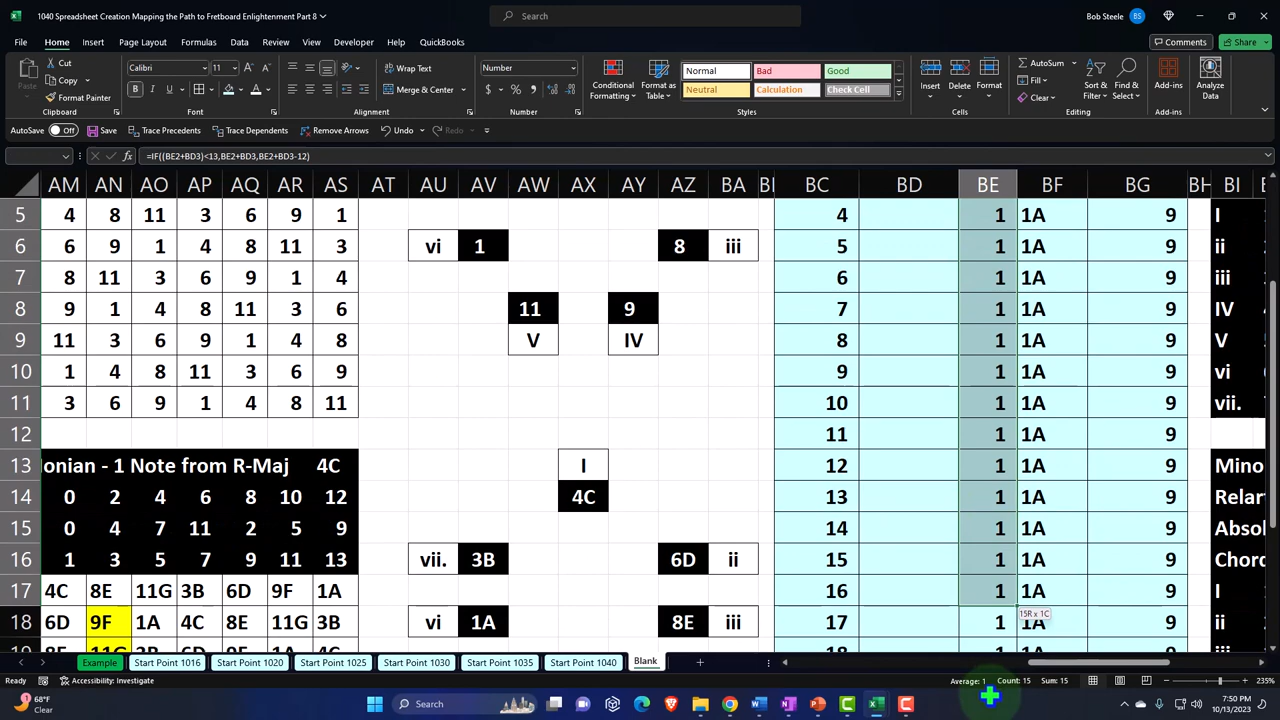 1040 Spreadsheet Creation Mapping the Path to Fretboard Enlightenment Part 8
Search
Bob Steele BS
File Home Insert Page Layout Formulas Data Review View Developer Help QuickBooks Comments Share
Cut Calibri 11 Wrap Text Number Normal Bad Good AutoSum
Copy Fill
Paste Format Painter Merge & Center Conditional Formatting Format as Table Neutral Calculation Check Cell Insert Delete Format Clear Sort & Filter Find & Select Add-ins Analyze Data
Clipboard Font Alignment Number Styles Cells Editing Add-ins
AutoSave Off Save Trace Precedents Trace Dependents Remove Arrows Undo Redo
=IF((BE2+BD3)<13,BE2+BD3,BE2+BD3-12)
AM AN AO AP AQ AR AS AT AU AV AW AX AY AZ BA BC BD BE BF BG BH BI
5 4 8 11 3 6 9 1 4 1 1A 9 I
6 6 9 1 4 8 11 3 vi 1 8 iii 5 1 1A 9 ii
7 8 11 3 6 9 1 4 6 1 1A 9 iii
8 9 1 4 8 11 3 6 11 9 7 1 1A 9 IV
9 11 3 6 9 1 4 8 V IV 8 1 1A 9 V
10 1 4 8 11 3 6 9 9 1 1A 9 vi
11 3 6 9 1 4 8 11 10 1 1A 9 vii.
12 11 1 1A 9
13 onian - 1 Note from R-Maj 4C I 12 1 1A 9 Mino
14 0 2 4 6 8 10 12 4C 13 1 1A 9 Relar
15 0 4 7 11 2 5 9 14 1 1A 9 Abso
16 1 3 5 7 9 11 13 vii. 3B 6D ii 15 1 1A 9 Chor
17 4C 8E 11G 3B 6D 9F 1A 16 1 1A 9 I
15R x 1C
18 6D 9F 1A 4C 8E 11G 3B vi 1A 8E iii 17 1 1A 9 ii
Example Start Point 1016 Start Point 1020 Start Point 1025 Start Point 1030 Start Point 1035 Start Point 1040 Blank
Ready Accessibility: Investigate Average: 1 Count: 15 Sum: 15 235%
68°F
Clear
Search
7:50 PM
10/13/2023